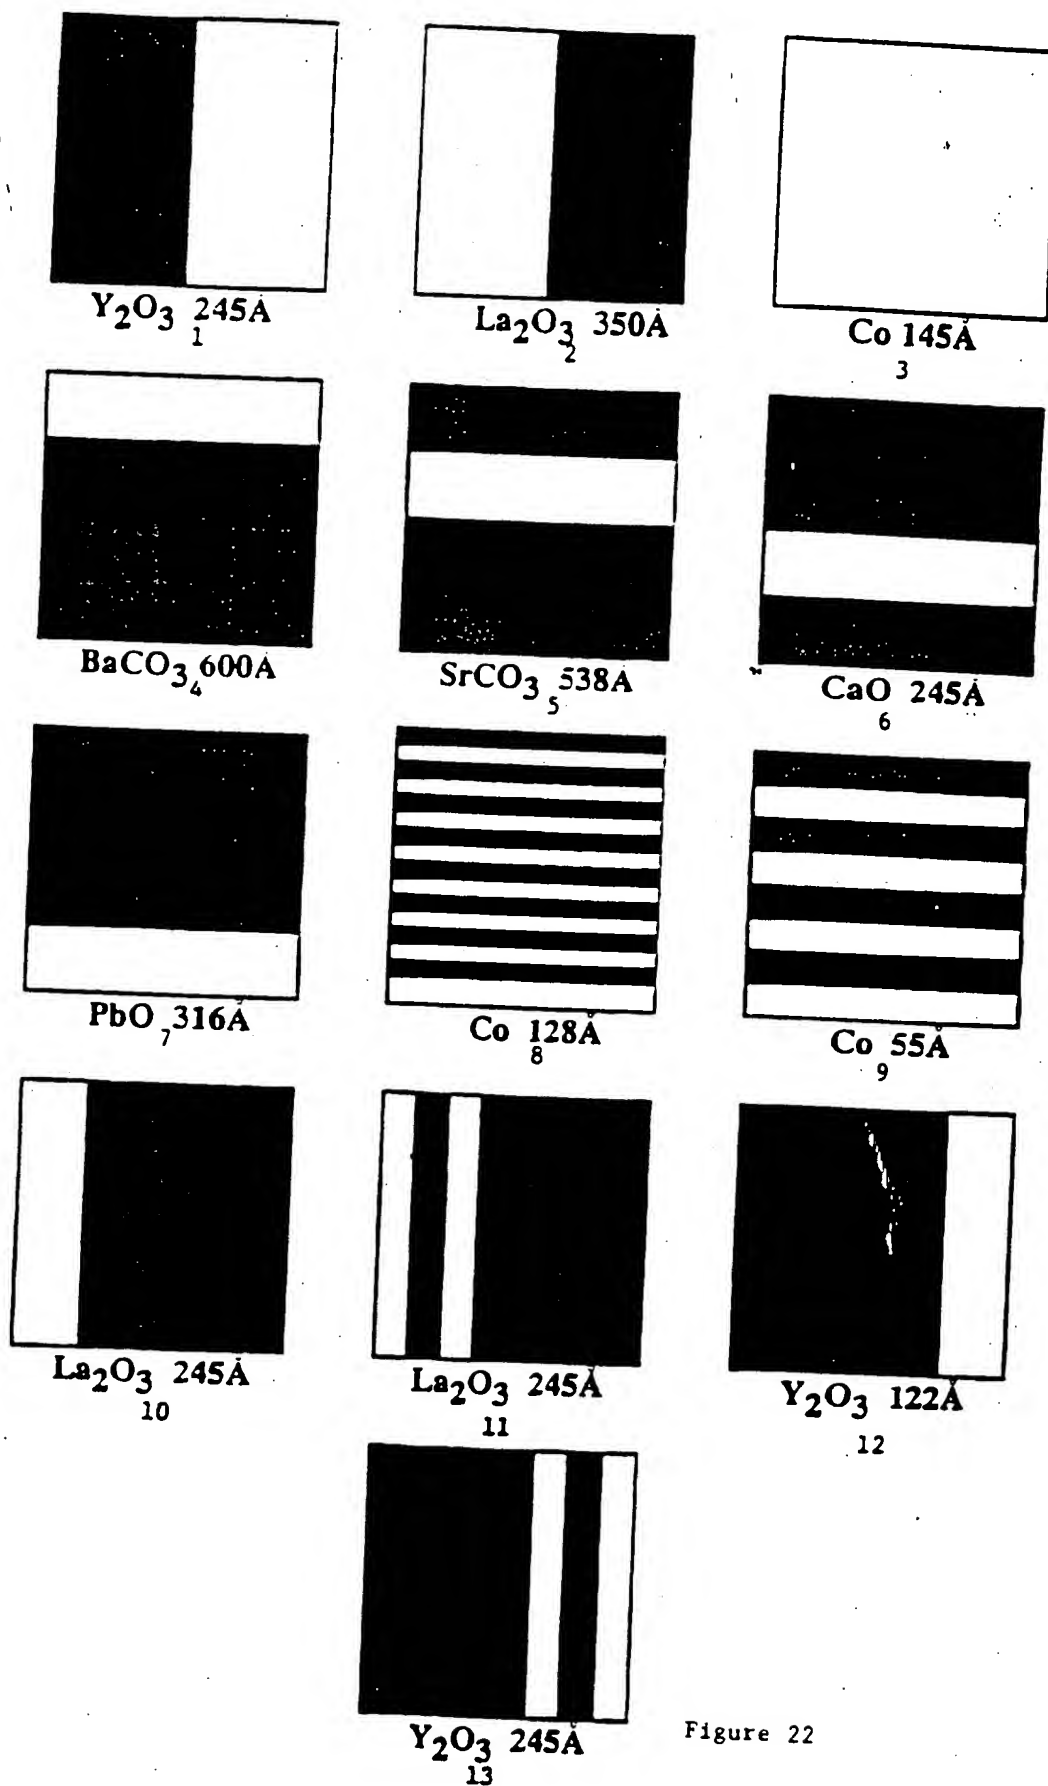 Y₂O₃ 245Å
1
La₂O₃ 350Å
2
Co 145Å
3
BaCO₃ 600A
4
SrCO₃ 538A
5
CaO 245Å
6
PbO 316Å
7
Co 128Å
8
Co 55Å
9
La₂O₃ 245Å
10
La₂O₃ 245Å
11
Y₂O₃ 122Å
12
Y₂O₃ 245Å
13
Figure 22